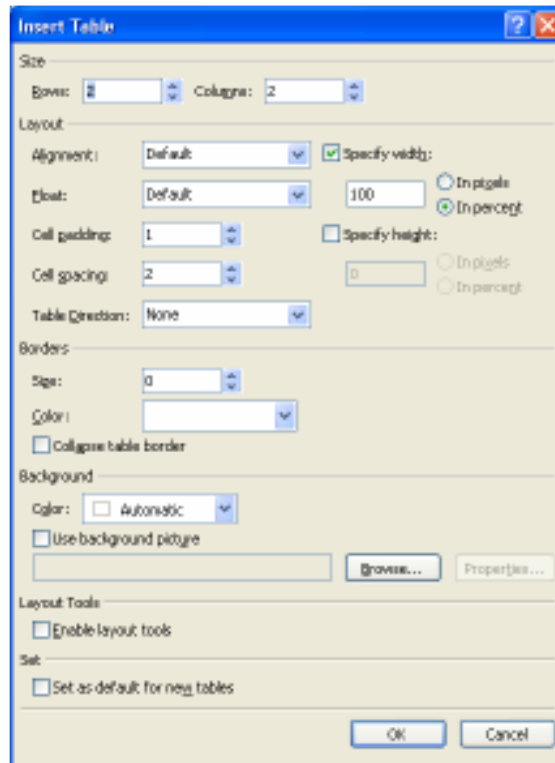 Insert Table
Size
Rows: 2 Columns: 2
Layout
Alignment: Default Specify width:
Float: Default 100 In pixels
In percent
Cell padding: 1 Specify height:
Cell spacing: 2 0 In pixels
In percent
Table Direction: None
Borders
Size: 0
Color:
Collapse table border
Background
Color: Automatic
Use background picture
Browse... Properties...
Layout Tools
Enable layout tools
Set
Set as default for new tables
OK Cancel